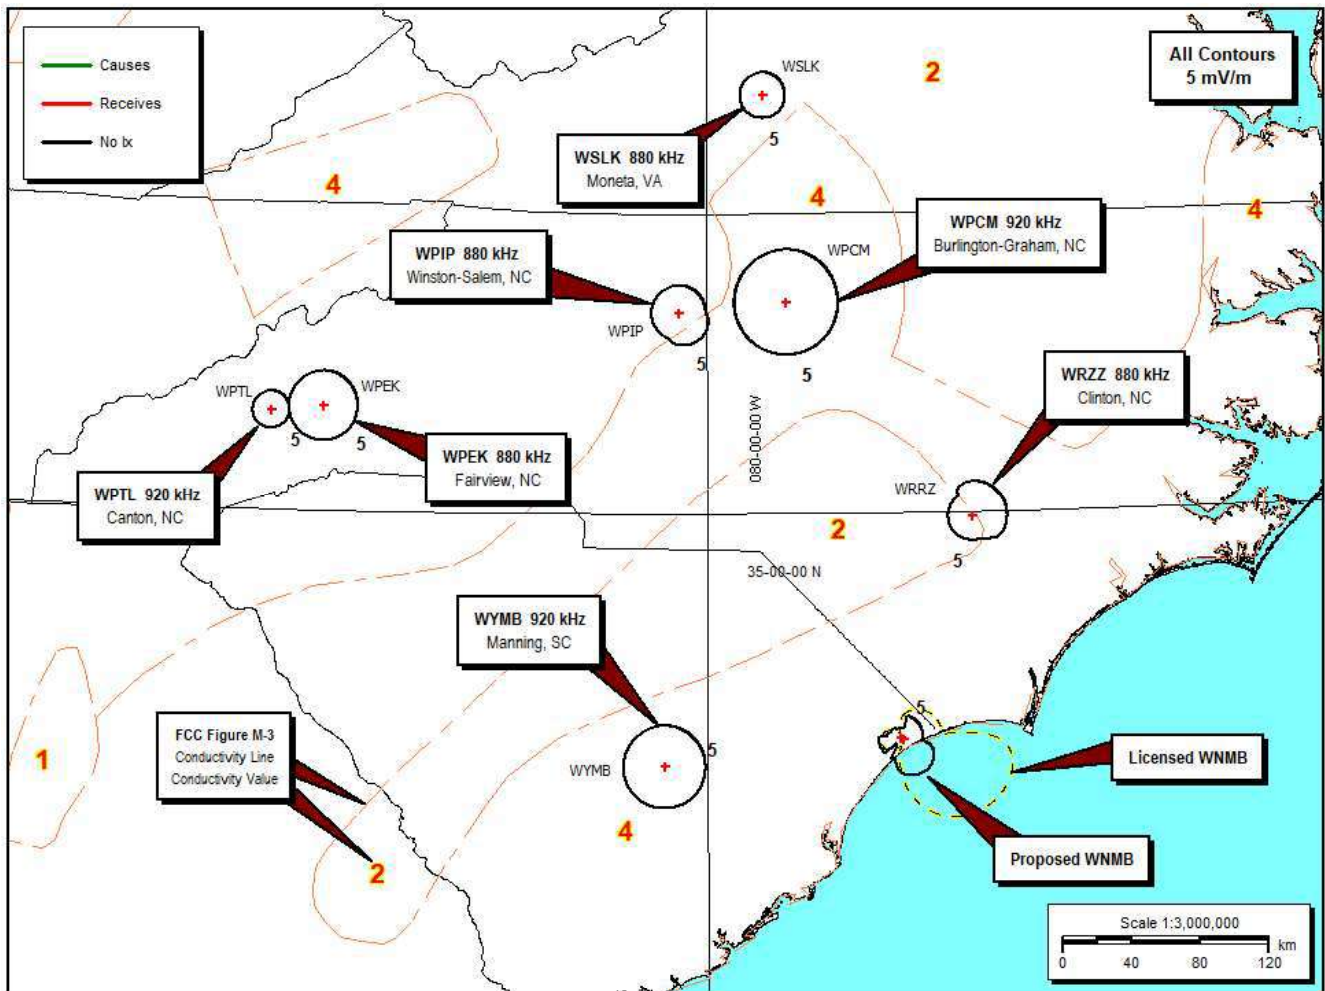 Causes
Receives
No Ix
All Contours
5 mV/m
WSLK
2
5
WSLK 880 kHz
Moneta, VA
4
4
4
WPIP 880 kHz
Winston-Salem, NC
WPCM
WPCM 920 kHz
Burlington-Graham, NC
WPIP
5
5
WRZZ 880 kHz
Clinton, NC
WPTL
WPEK
5
5
080-00-00 W
WPEK 880 kHz
Fairview, NC
WPTL 920 kHz
Canton, NC
WRRZ
2
5
35-00-00 N
WYMB 920 kHz
Manning, SC
5
FCC Figure M-3
Conductivity Line
Conductivity Value
1
WYMB
5
Licensed WNMB
4
2
Proposed WNMB
Scale 1:3,000,000
km
0 40 80 120